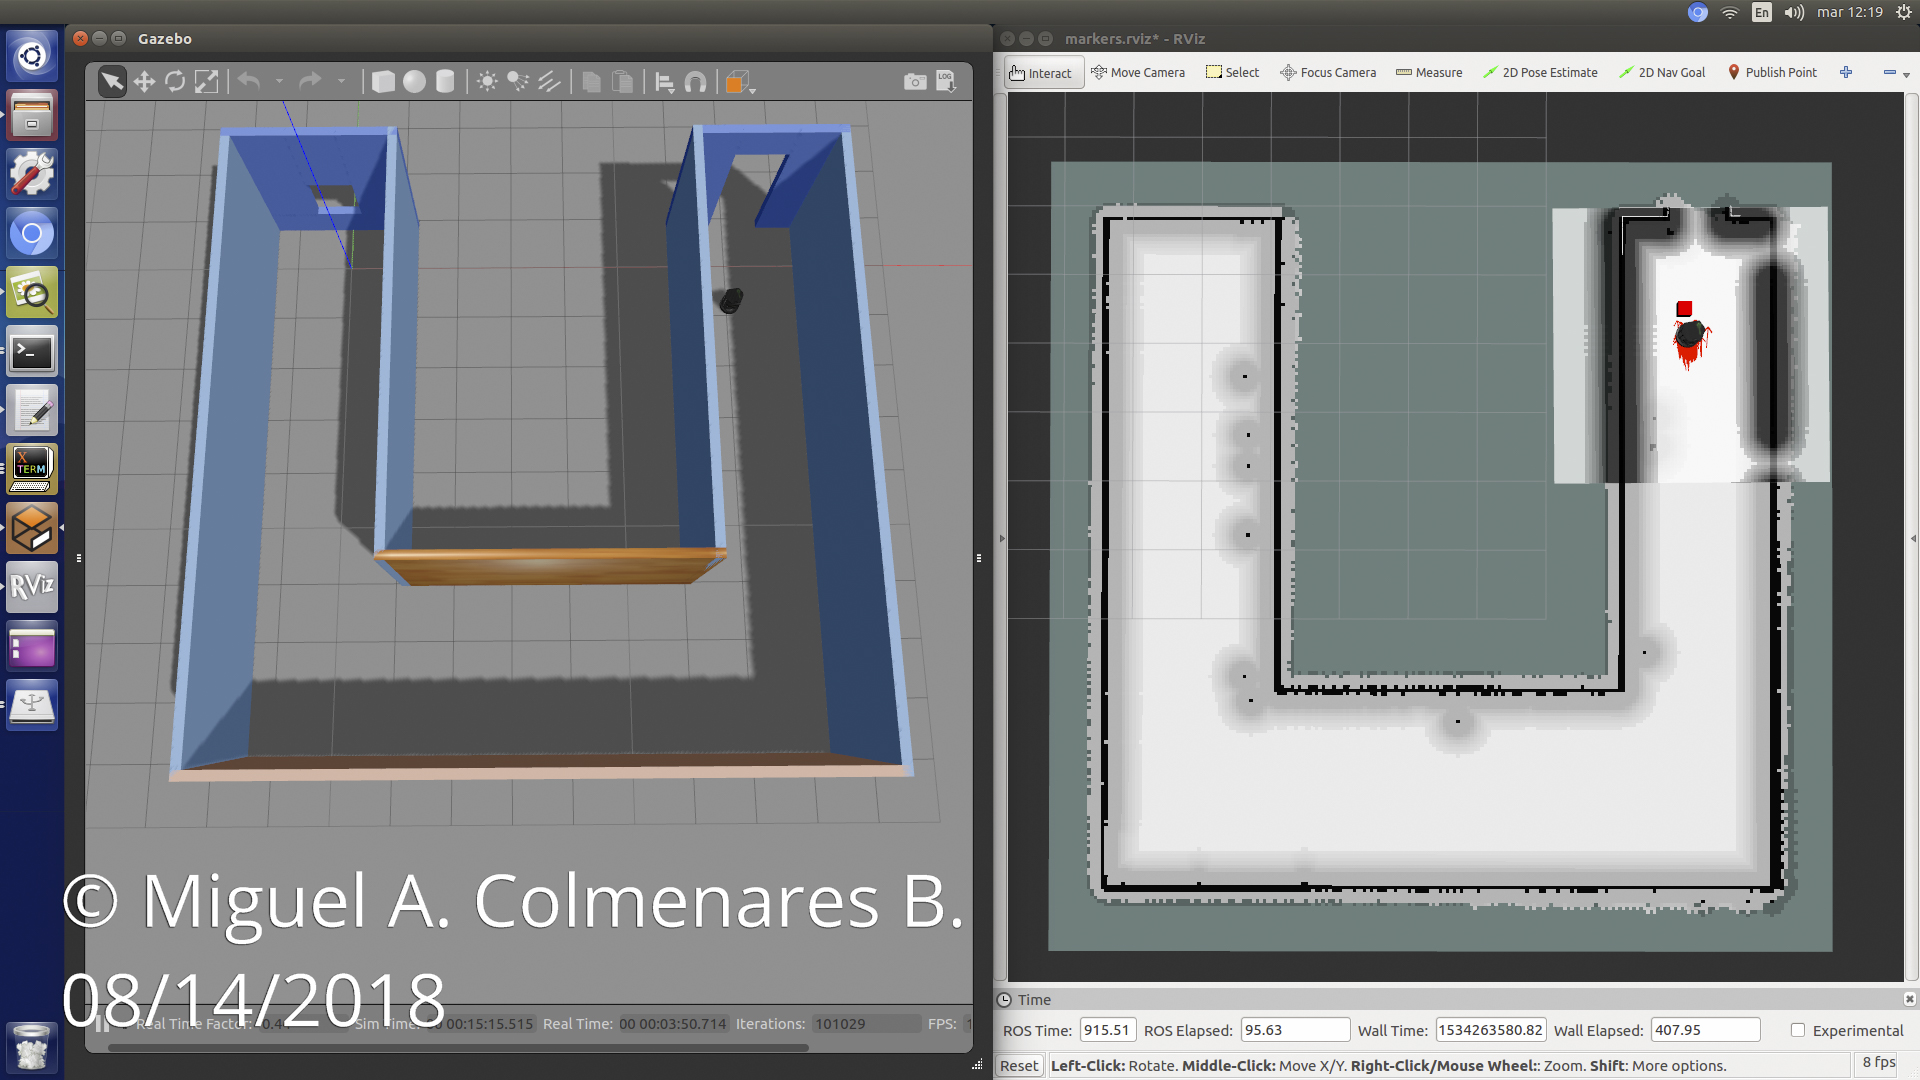 En
mar 12:19
Gazebo
markers.rviz* - RViz
LOG
Interact
Move Camera
Select
Focus Camera
Measure
2D Pose Estimate
2D Nav Goal
Publish Point
X
TERM
RViz
© Miguel A. Colmenares B.
08/14/2018
Real Time Factor: 0.44 Sim Time: 00 00:15:15.515 Real Time: 00 00:03:50.714 Iterations: 101029 FPS:
Time
ROS Time: 915.51 ROS Elapsed: 95.63 Wall Time: 1534263580.82 Wall Elapsed: 407.95 Experimental
Reset Left-Click: Rotate. Middle-Click: Move X/Y. Right-Click/Mouse Wheel:: Zoom. Shift: More options. 8 fps